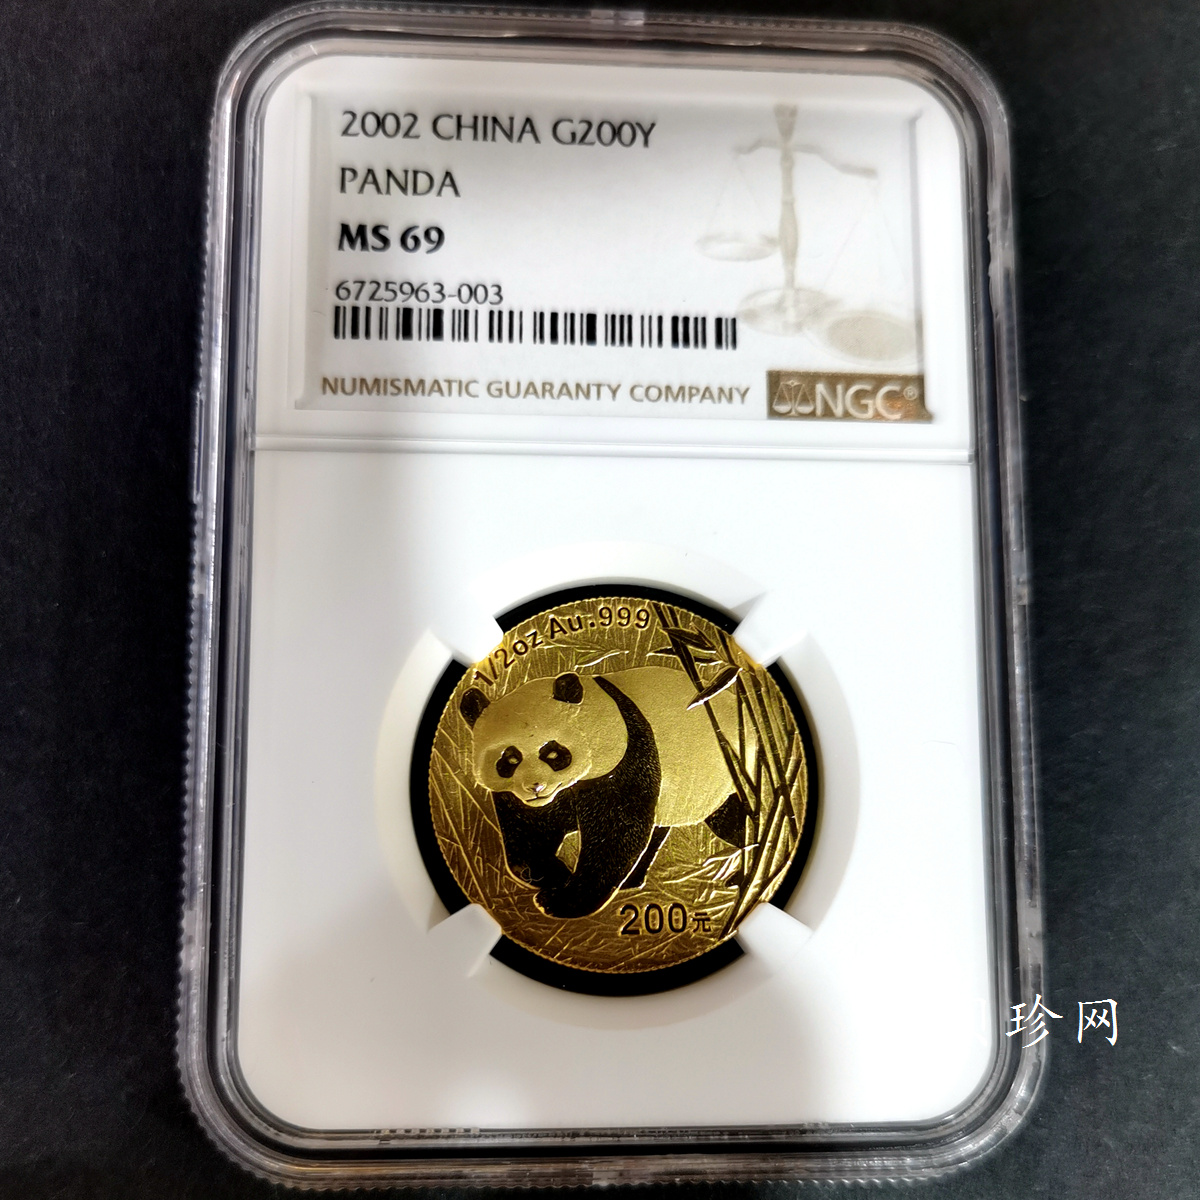 2002 CHINA G200Y
PANDA
MS 69
6725963-003
NUMISMATIC GUARANTY COMPANY
NGC®
1/2oz Au.999
200元
珍网